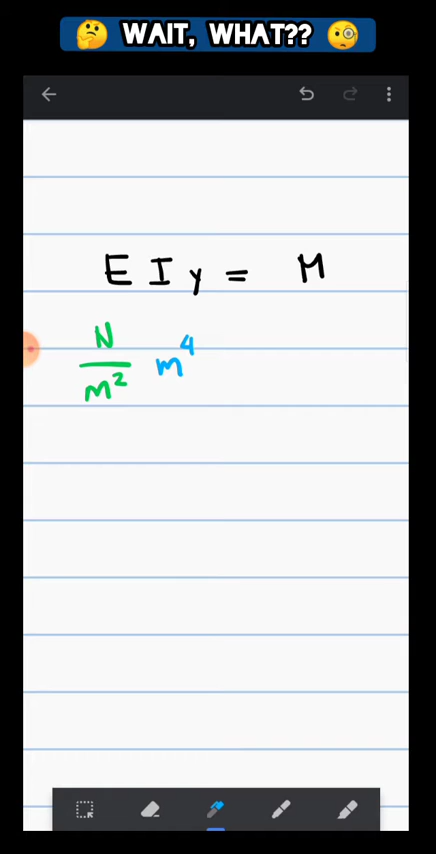 🤔 WAIT, WHAT?? 🧐
E I y = M
N/m² m⁴